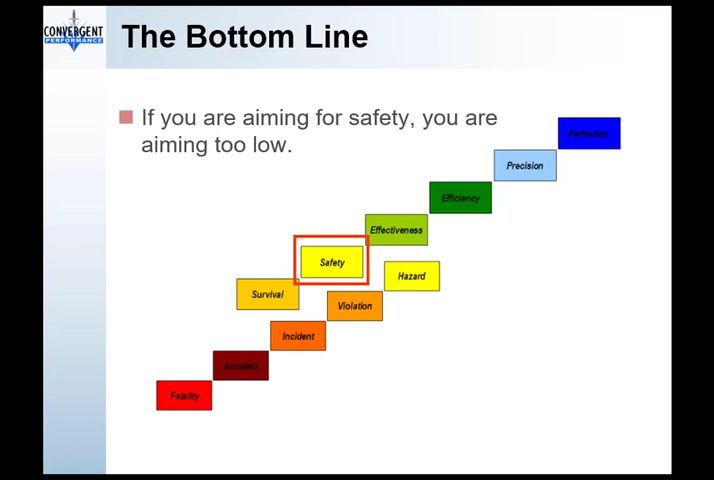 CONVERGENT
PERFORMANCE
The Bottom Line
If you are aiming for safety, you are
aiming too low.
Perfection
Precision
Efficiency
Effectiveness
Safety
Hazard
Survival
Violation
Incident
Accident
Fatality